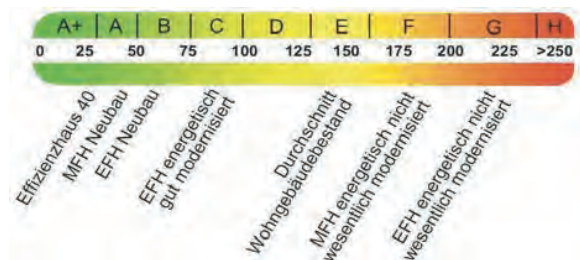 A+ A B C D E F G H
0 25 50 75 100 125 150 175 200 225 >250
Effizienzhaus 40
MFH Neubau
EFH Neubau
EFH energetisch
gut modernisiert
Durchschnitt
Wohngebäudebestand
MFH energetisch nicht
wesentlich modernisiert
EFH energetisch nicht
wesentlich modernisiert